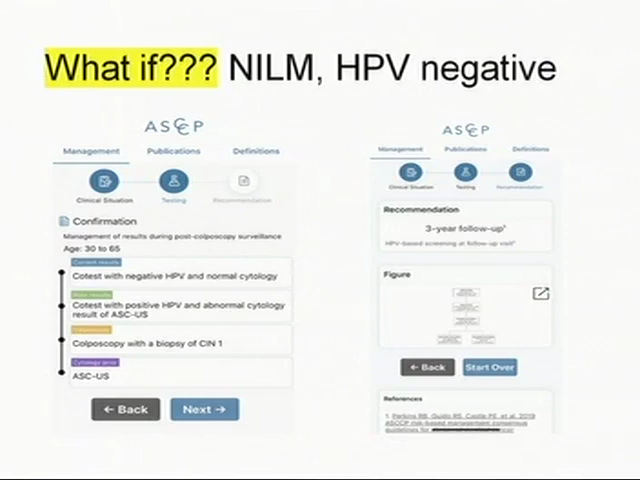 What if??? NILM, HPV negative
ASCCP
Management Publications Definitions
Clinical Situation Testing Recommendation
Confirmation
Management of results during post-colposcopy surveillance
Age: 30 to 65
Current results
Cotest with negative HPV and normal cytology
Cotest with positive HPV and abnormal cytology
result of ASC-US
Colposcopy with a biopsy of CIN 1
ASC-US
← Back Next →
ASCCP
Management Publications Definitions
Clinical Situation Testing Recommendation
Recommendation
3-year follow-up
HPV-based screening at follow-up visit
Figure
← Back Start Over
References
1. Perkins RB, Guido RS, Castle PE, et al. 2019
ASCCP risk-based management consensus
guidelines for